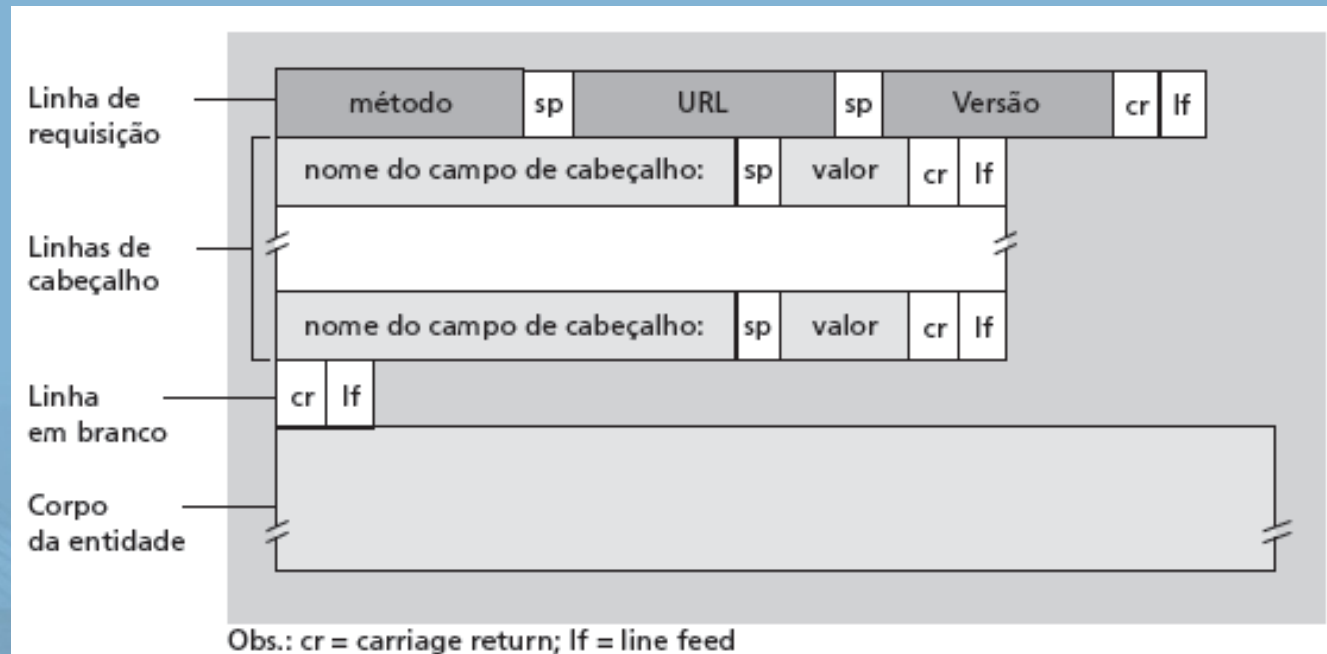 Linha de
requisição
método sp URL sp Versão cr lf
nome do campo de cabeçalho: sp valor cr lf
Linhas de
cabeçalho
nome do campo de cabeçalho: sp valor cr lf
Linha
em branco
cr lf
Corpo
da entidade
Obs.: cr = carriage return; lf = line feed